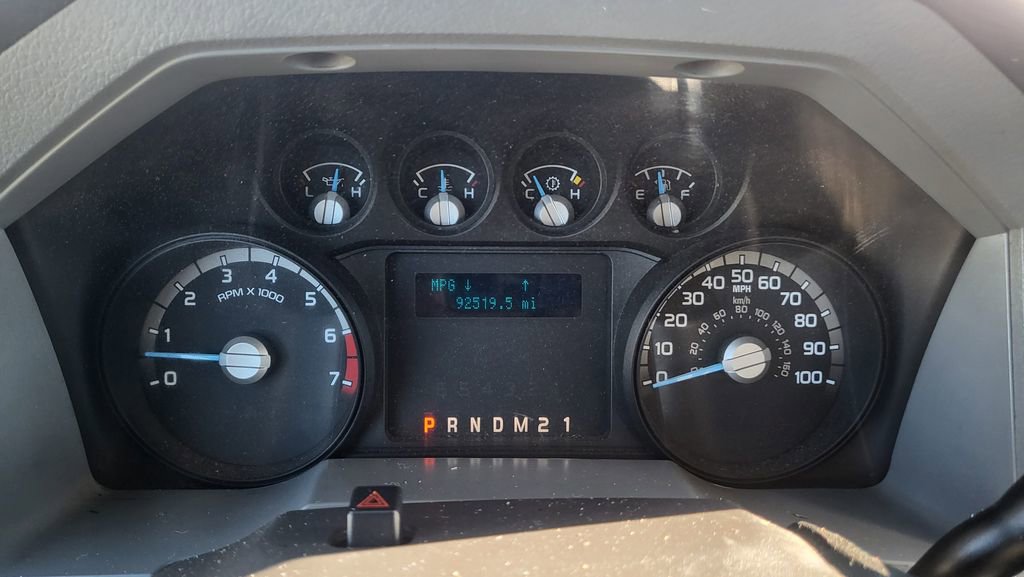 L H
C H
C H
E F
0 1 2 3 4 5 6 7
RPM X 1000
MPG ↓ ↑
92519.5 mi
P R N D M 2 1
0 10 20 30 40 50 60 70 80 90 100
MPH
km/h
0 20 40 60 80 100 120 140 160